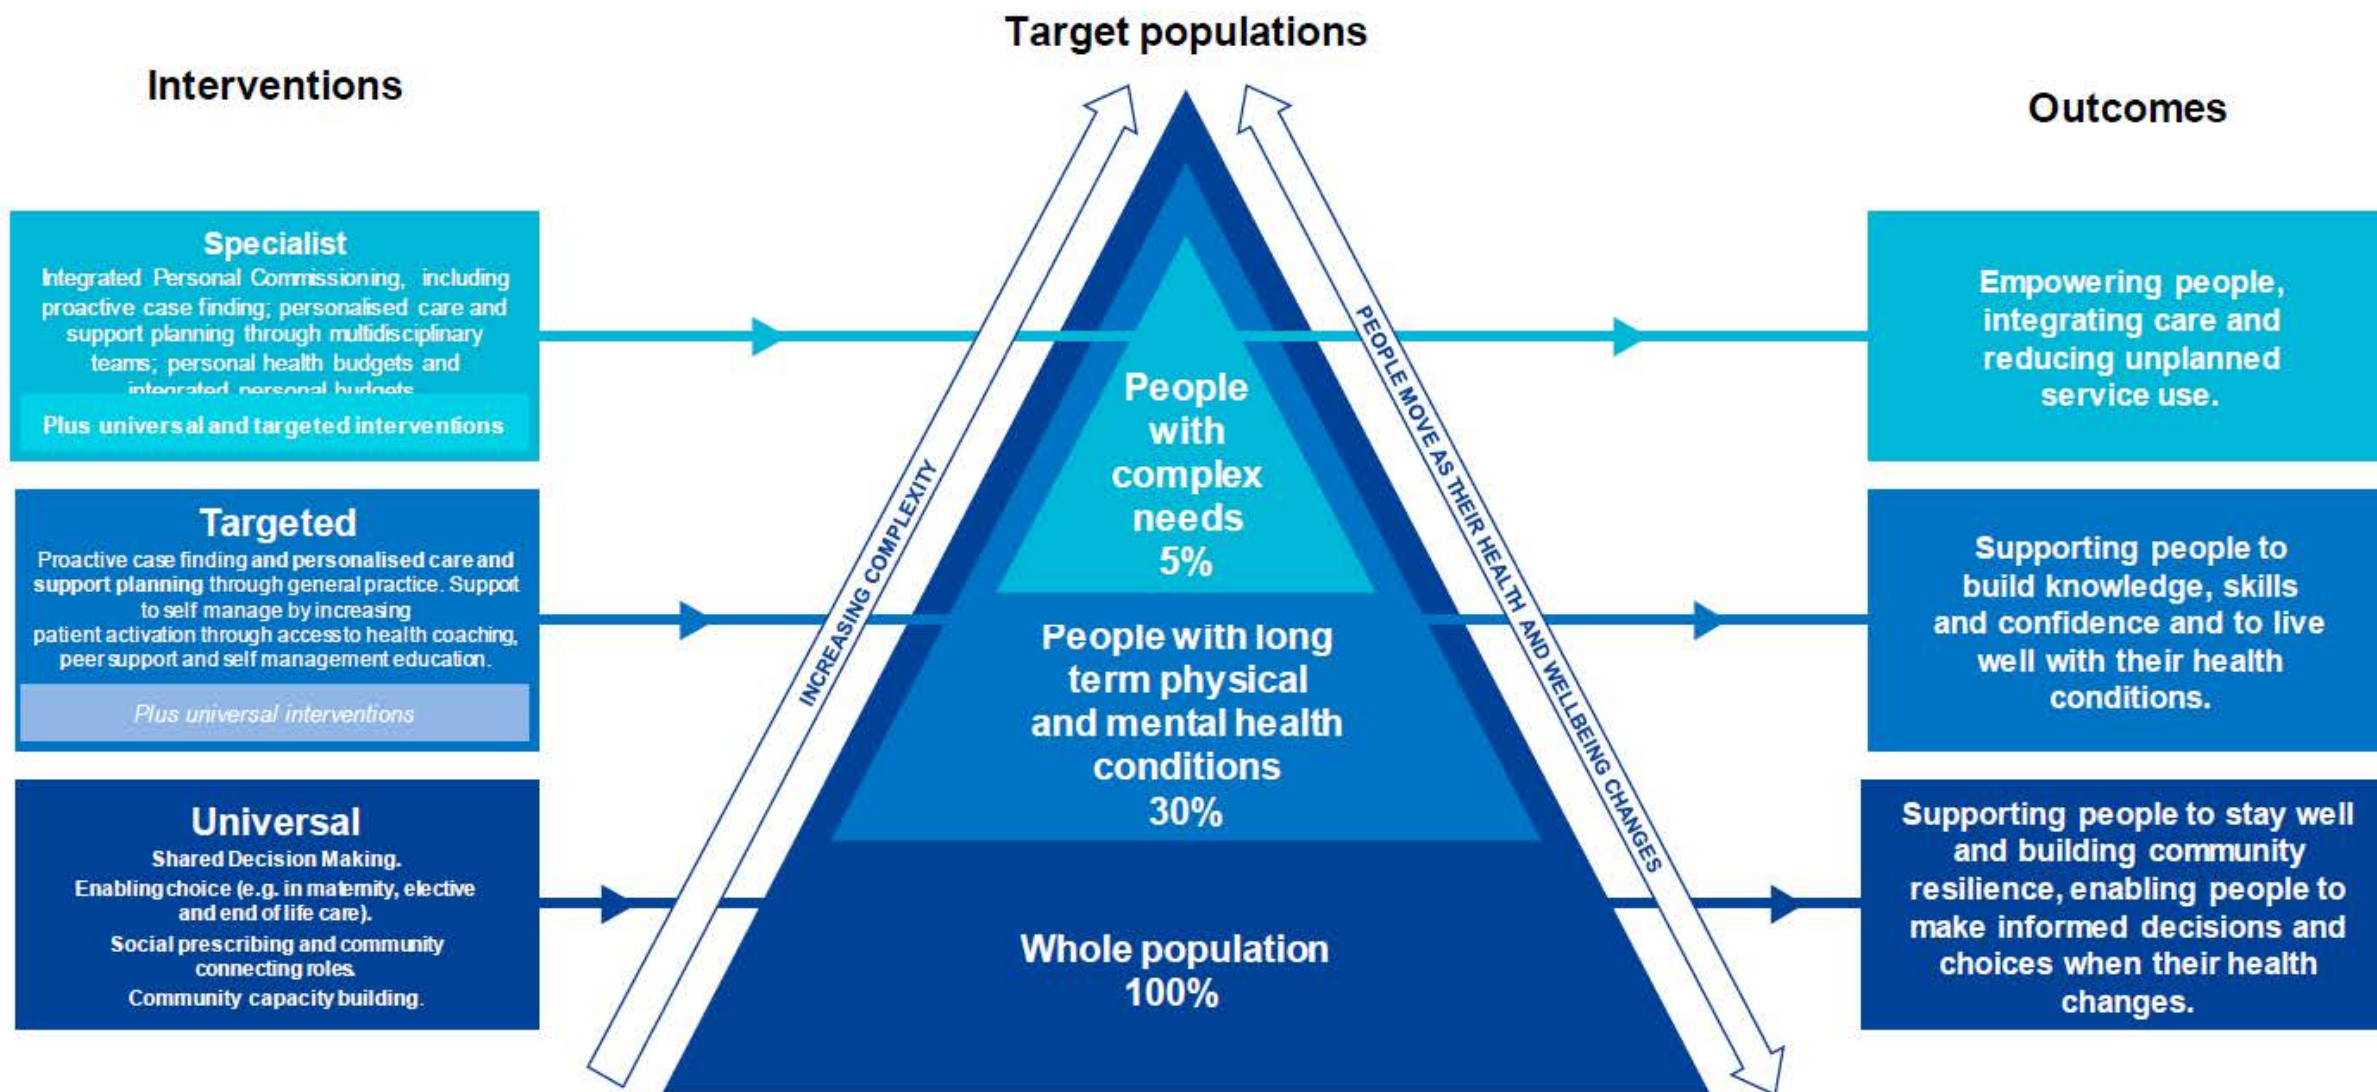 Target populations
Interventions
Outcomes
Specialist
Integrated Personal Commissioning, including
proactive case finding; personalised care and
support planning through multidisciplinary
teams; personal health budgets and
integrated personal budgets
Plus universal and targeted interventions
Targeted
Proactive case finding and personalised care and
support planning through general practice. Support
to self manage by increasing
patient activation through access to health coaching,
peer support and self management education.
Plus universal interventions
Universal
Shared Decision Making.
Enabling choice (e.g. in maternity, elective
and end of life care).
Social prescribing and community
connecting roles.
Community capacity building.
INCREASING COMPLEXITY
People
with
complex
needs
5%
People with long
term physical
and mental health
conditions
30%
Whole population
100%
PEOPLE MOVE AS THEIR HEALTH AND WELLBEING CHANGES
Empowering people,
integrating care and
reducing unplanned
service use.
Supporting people to
build knowledge, skills
and confidence and to live
well with their health
conditions.
Supporting people to stay well
and building community
resilience, enabling people to
make informed decisions and
choices when their health
changes.